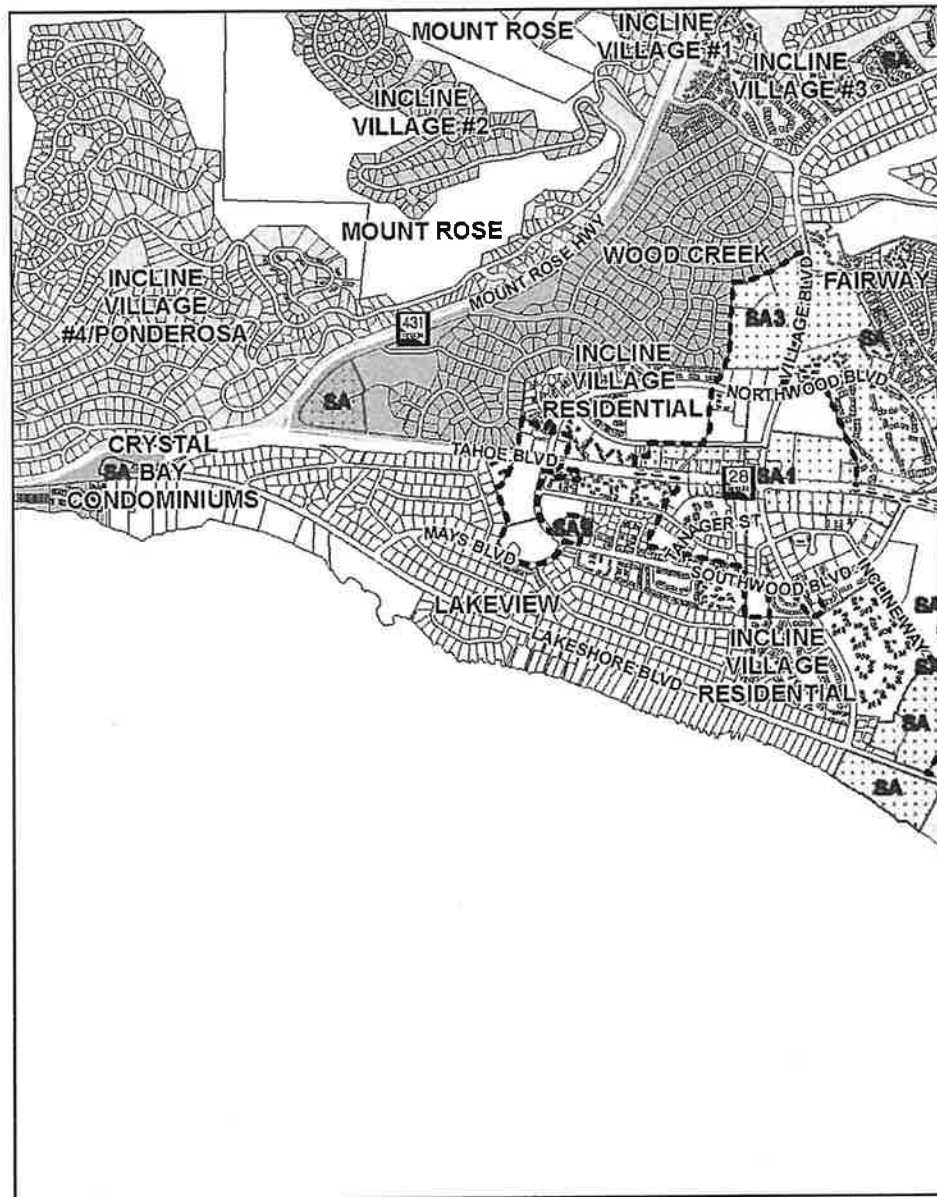 MOUNT ROSE
INCLINE
VILLAGE #1
INCLINE
VILLAGE #3
SA
INCLINE
VILLAGE #2
MOUNT ROSE
MOUNT ROSE HWY
WOOD CREEK
FAIRWAY
INCLINE
VILLAGE
#4/PONDEROSA
431
SA3
VILLAGE BLVD
INCLINE
VILLAGE
RESIDENTIAL
NORTHWOOD BLVD
SA
CRYSTAL
BAY
CONDOMINIUMS
SA
TAHOE BLVD
28
SA1
MAYS BLVD
SOUTHWOOD BLVD
INCLINE WAY
LAKEVIEW
LAKESHORE BLVD
INCLINE
VILLAGE
RESIDENTIAL
SA
SA
SA